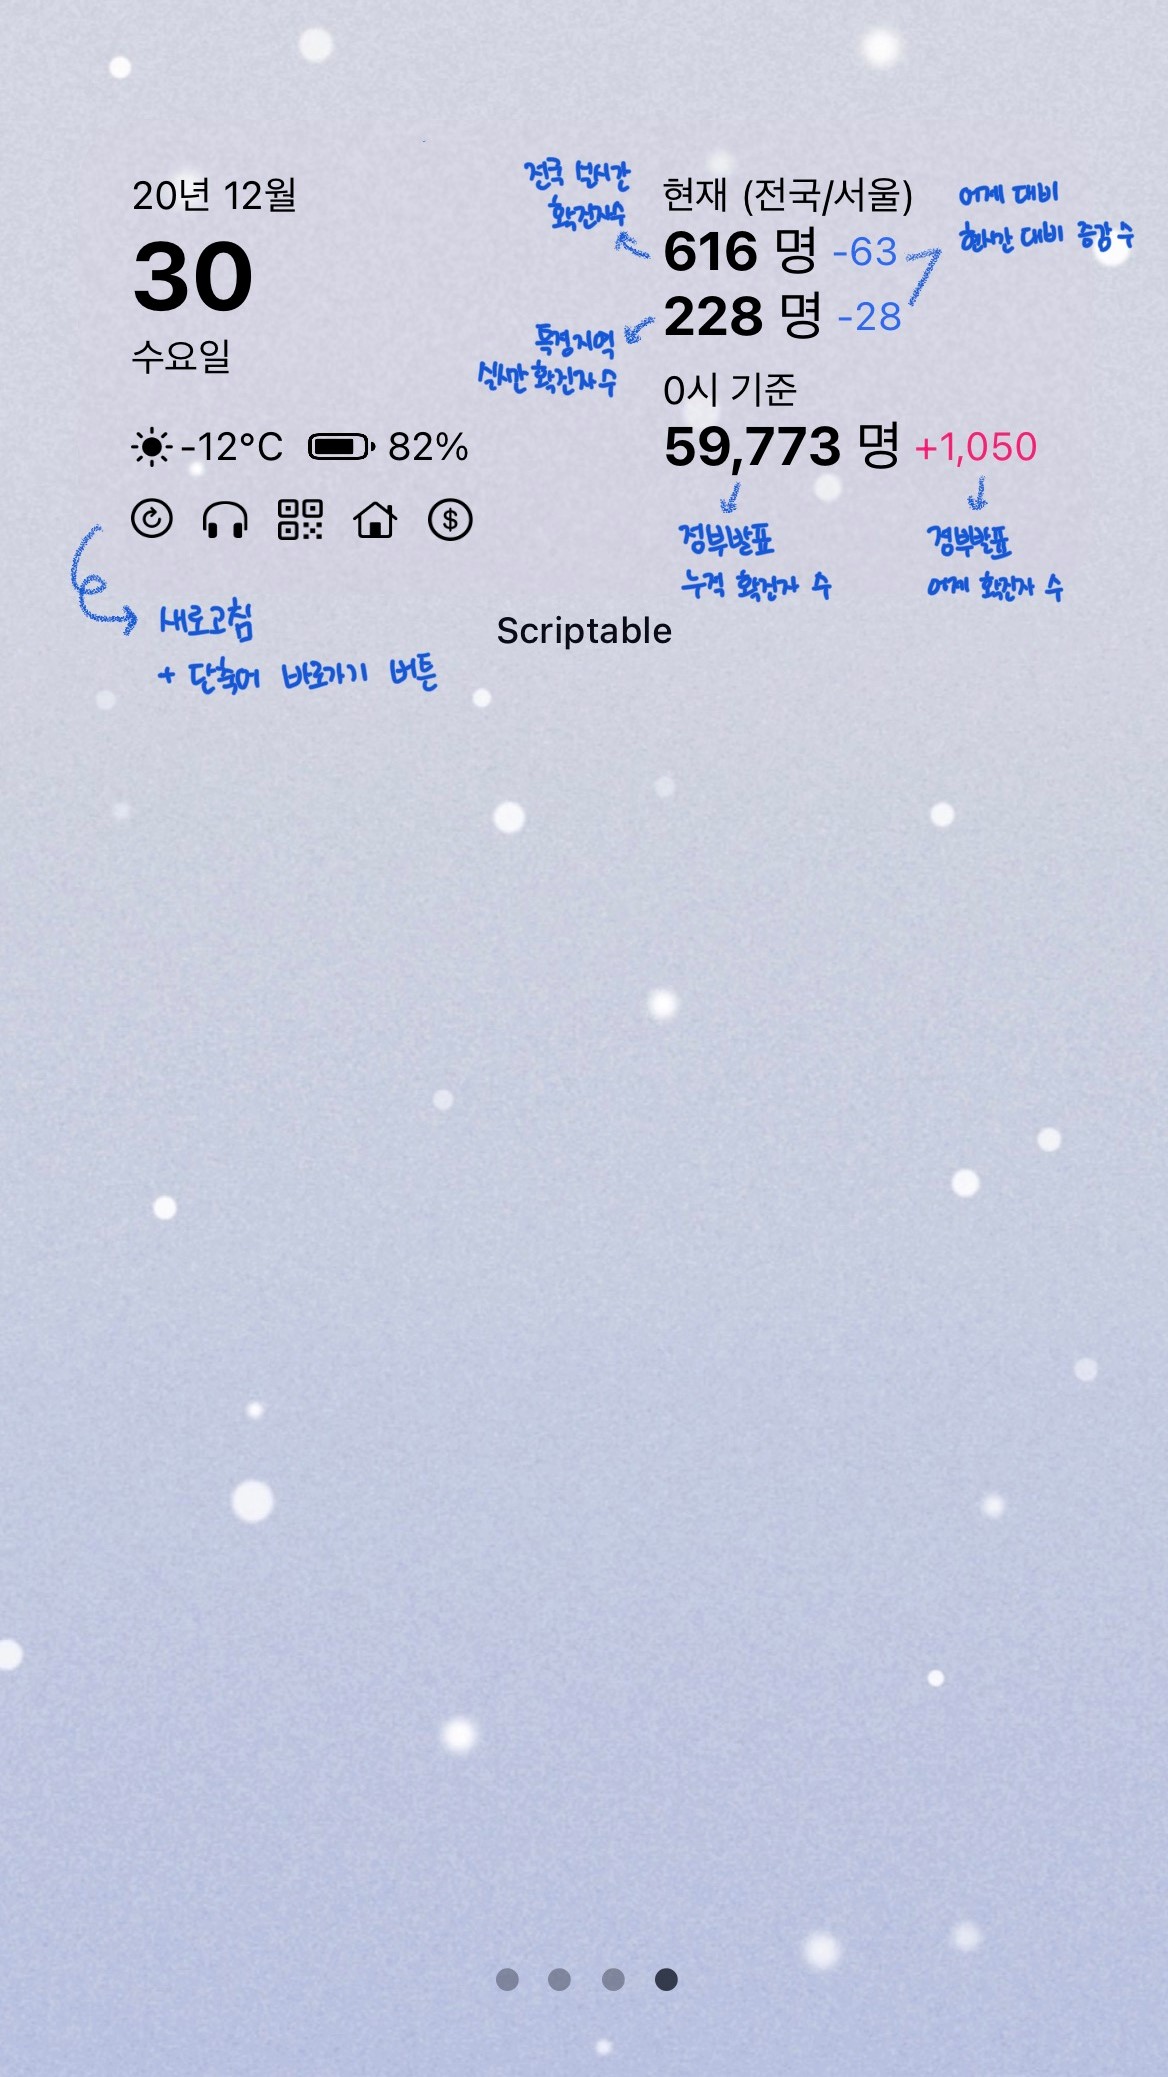 20년 12월
30
수요일
-12°C 82%
새로고침
+ 단축어 바로가기 버튼
전국 실시간
확진자수
현재 (전국/서울)
616 명 -63
228 명 -28
어제 대비
현시간 대비 증감 수
특정지역
실시간 확진자수
0시 기준
59,773 명 +1,050
정부발표
누적 확진자 수
정부발표
어제 확진자 수
Scriptable